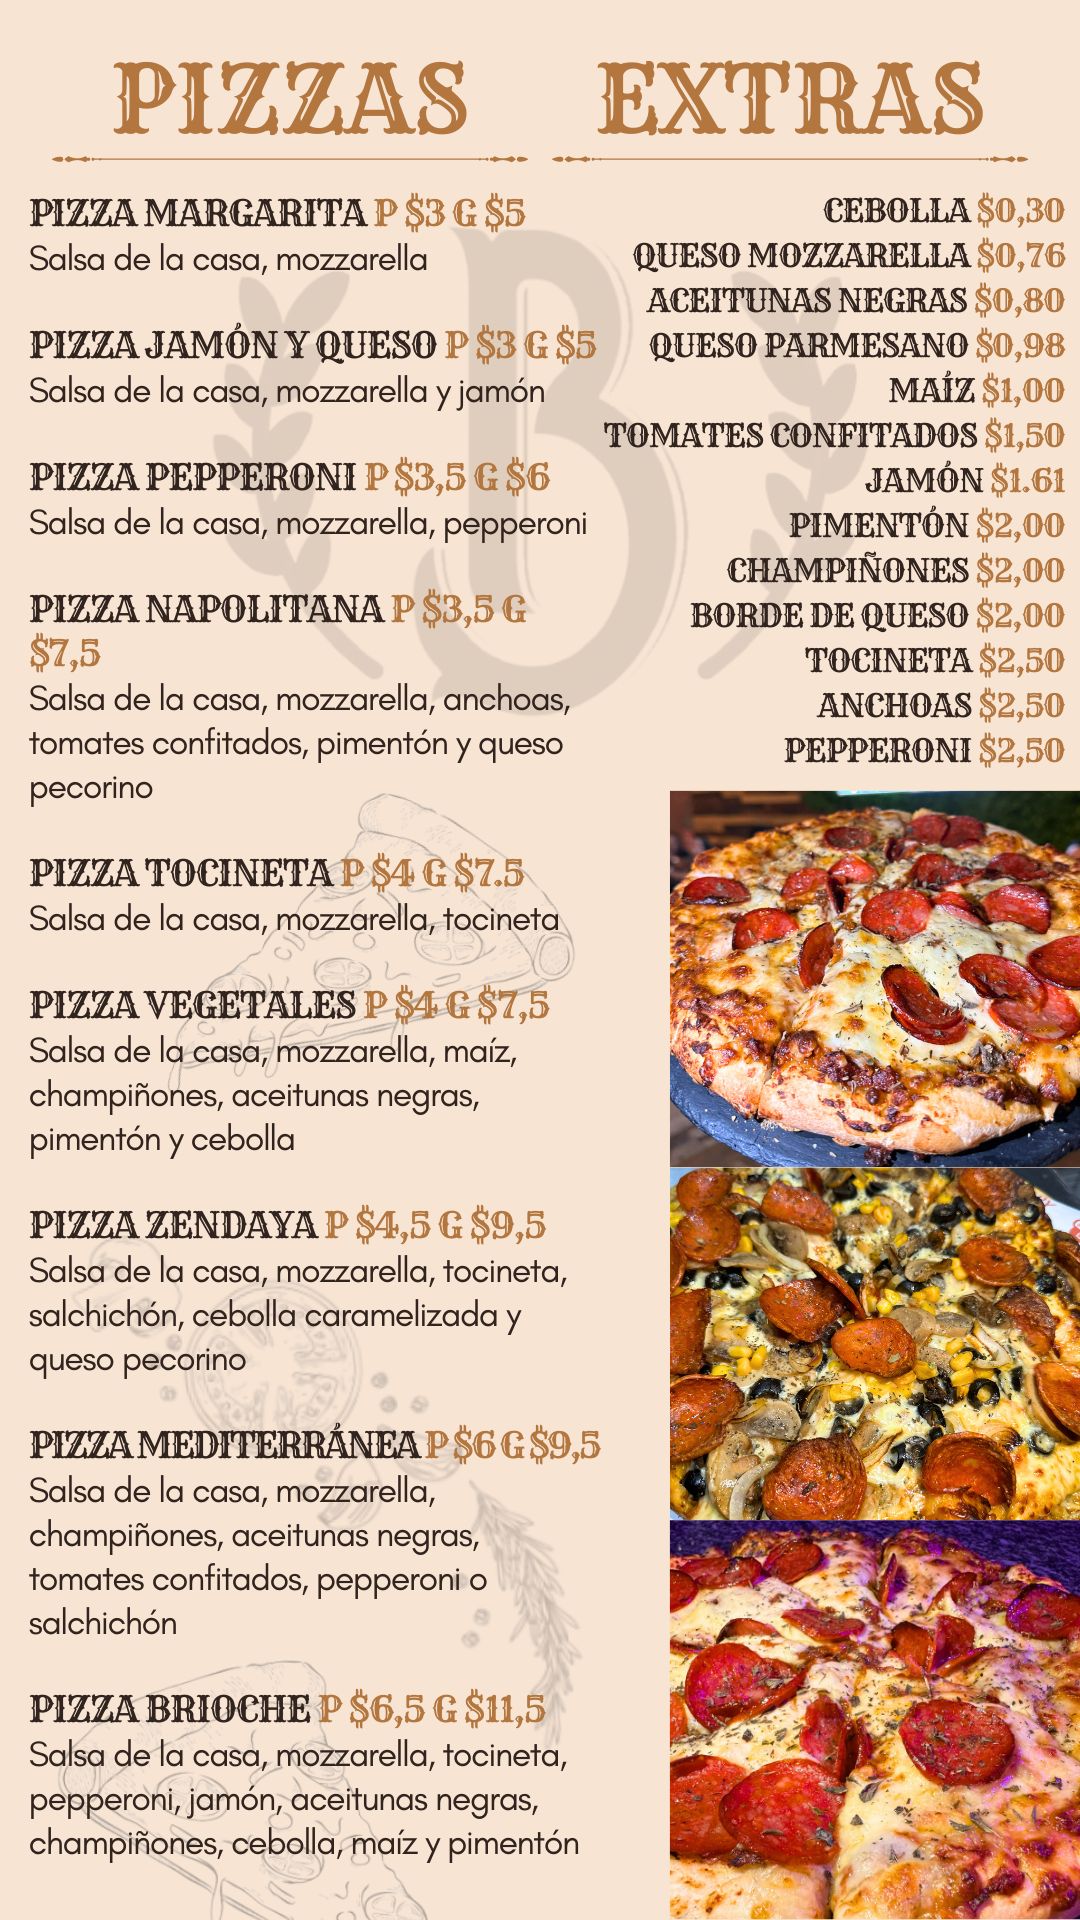 PIZZAS
PIZZA MARGARITA P $3 G $5
Salsa de la casa, mozzarella
PIZZA JAMÓN Y QUESO P $3 G $5
Salsa de la casa, mozzarella y jamón
PIZZA PEPPERONI P $3,5 G $6
Salsa de la casa, mozzarella, pepperoni
PIZZA NAPOLITANA P $3,5 G
$7,5
Salsa de la casa, mozzarella, anchoas,
tomates confitados, pimentón y queso
pecorino
PIZZA TOCINETA P $4 G $7.5
Salsa de la casa, mozzarella, tocineta
PIZZA VEGETALES P $4 G $7,5
Salsa de la casa, mozzarella, maíz,
champiñones, aceitunas negras,
pimentón y cebolla
PIZZA ZENDAYA P $4,5 G $9,5
Salsa de la casa, mozzarella, tocineta,
salchichón, cebolla caramelizada y
queso pecorino
PIZZA MEDITERRÁNEA P $6 G $9,5
Salsa de la casa, mozzarella,
champiñones, aceitunas negras,
tomates confitados, pepperoni o
salchichón
PIZZA BRIOCHE P $6,5 G $11,5
Salsa de la casa, mozzarella, tocineta,
pepperoni, jamón, aceitunas negras,
champiñones, cebolla, maíz y pimentón
EXTRAS
CEBOLLA $0,30
QUESO MOZZARELLA $0,76
ACEITUNAS NEGRAS $0,80
QUESO PARMESANO $0,98
MAÍZ $1,00
TOMATES CONFITADOS $1,50
JAMÓN $1.61
PIMENTÓN $2,00
CHAMPIÑONES $2,00
BORDE DE QUESO $2,00
TOCINETA $2,50
ANCHOAS $2,50
PEPPERONI $2,50
B